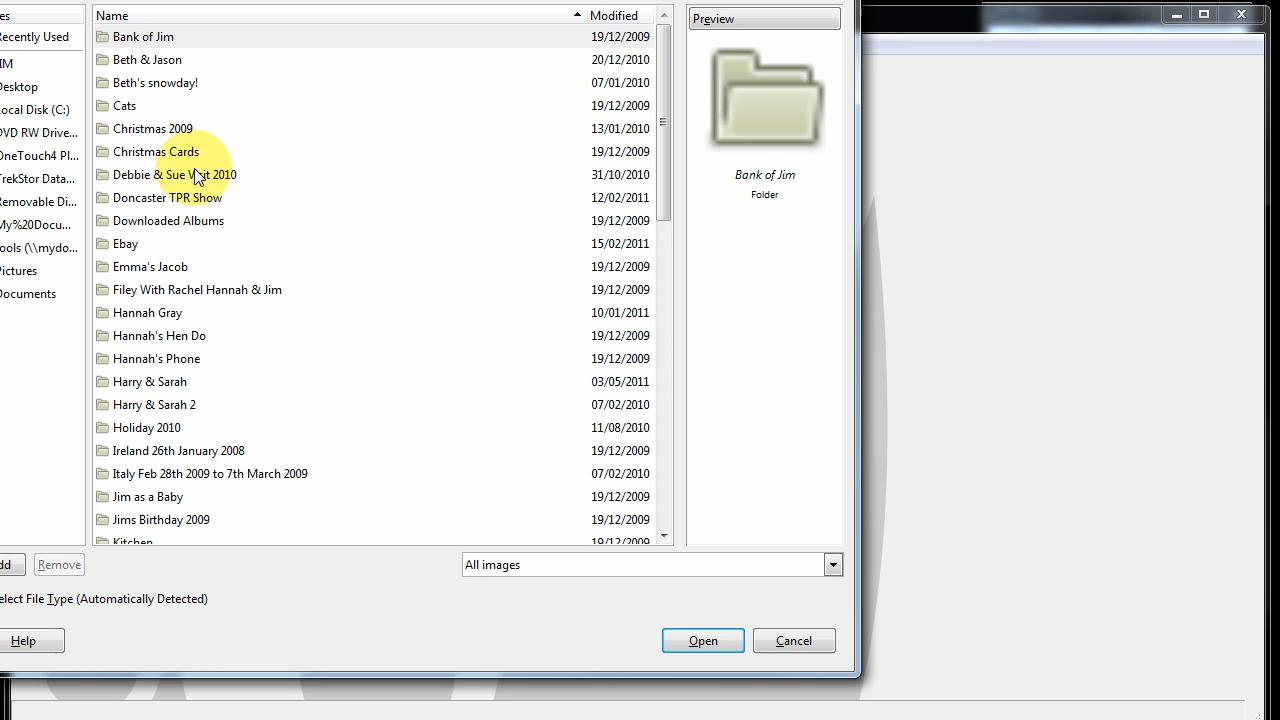 es
Recently Used
IM
Desktop
ocal Disk (C:)
DVD RW Drive...
OneTouch4 Pl...
TrekStor Data...
Removable Di...
My%20Docu...
ools (\\mydo...
Pictures
Documents
dd
Remove
Name Modified
Bank of Jim 19/12/2009
Beth & Jason 20/12/2010
Beth's snowday! 07/01/2010
Cats 19/12/2009
Christmas 2009 13/01/2010
Christmas Cards 19/12/2009
Debbie & Sue Visit 2010 31/10/2010
Doncaster TPR Show 12/02/2011
Downloaded Albums 19/12/2009
Ebay 15/02/2011
Emma's Jacob 19/12/2009
Filey With Rachel Hannah & Jim 19/12/2009
Hannah Gray 10/01/2011
Hannah's Hen Do 19/12/2009
Hannah's Phone 19/12/2009
Harry & Sarah 03/05/2011
Harry & Sarah 2 07/02/2010
Holiday 2010 11/08/2010
Ireland 26th January 2008 19/12/2009
Italy Feb 28th 2009 to 7th March 2009 07/02/2010
Jim as a Baby 19/12/2009
Jims Birthday 2009 19/12/2009
Kitchen 19/12/2009
Preview
Bank of Jim
Folder
All images
elect File Type (Automatically Detected)
Help
Open
Cancel